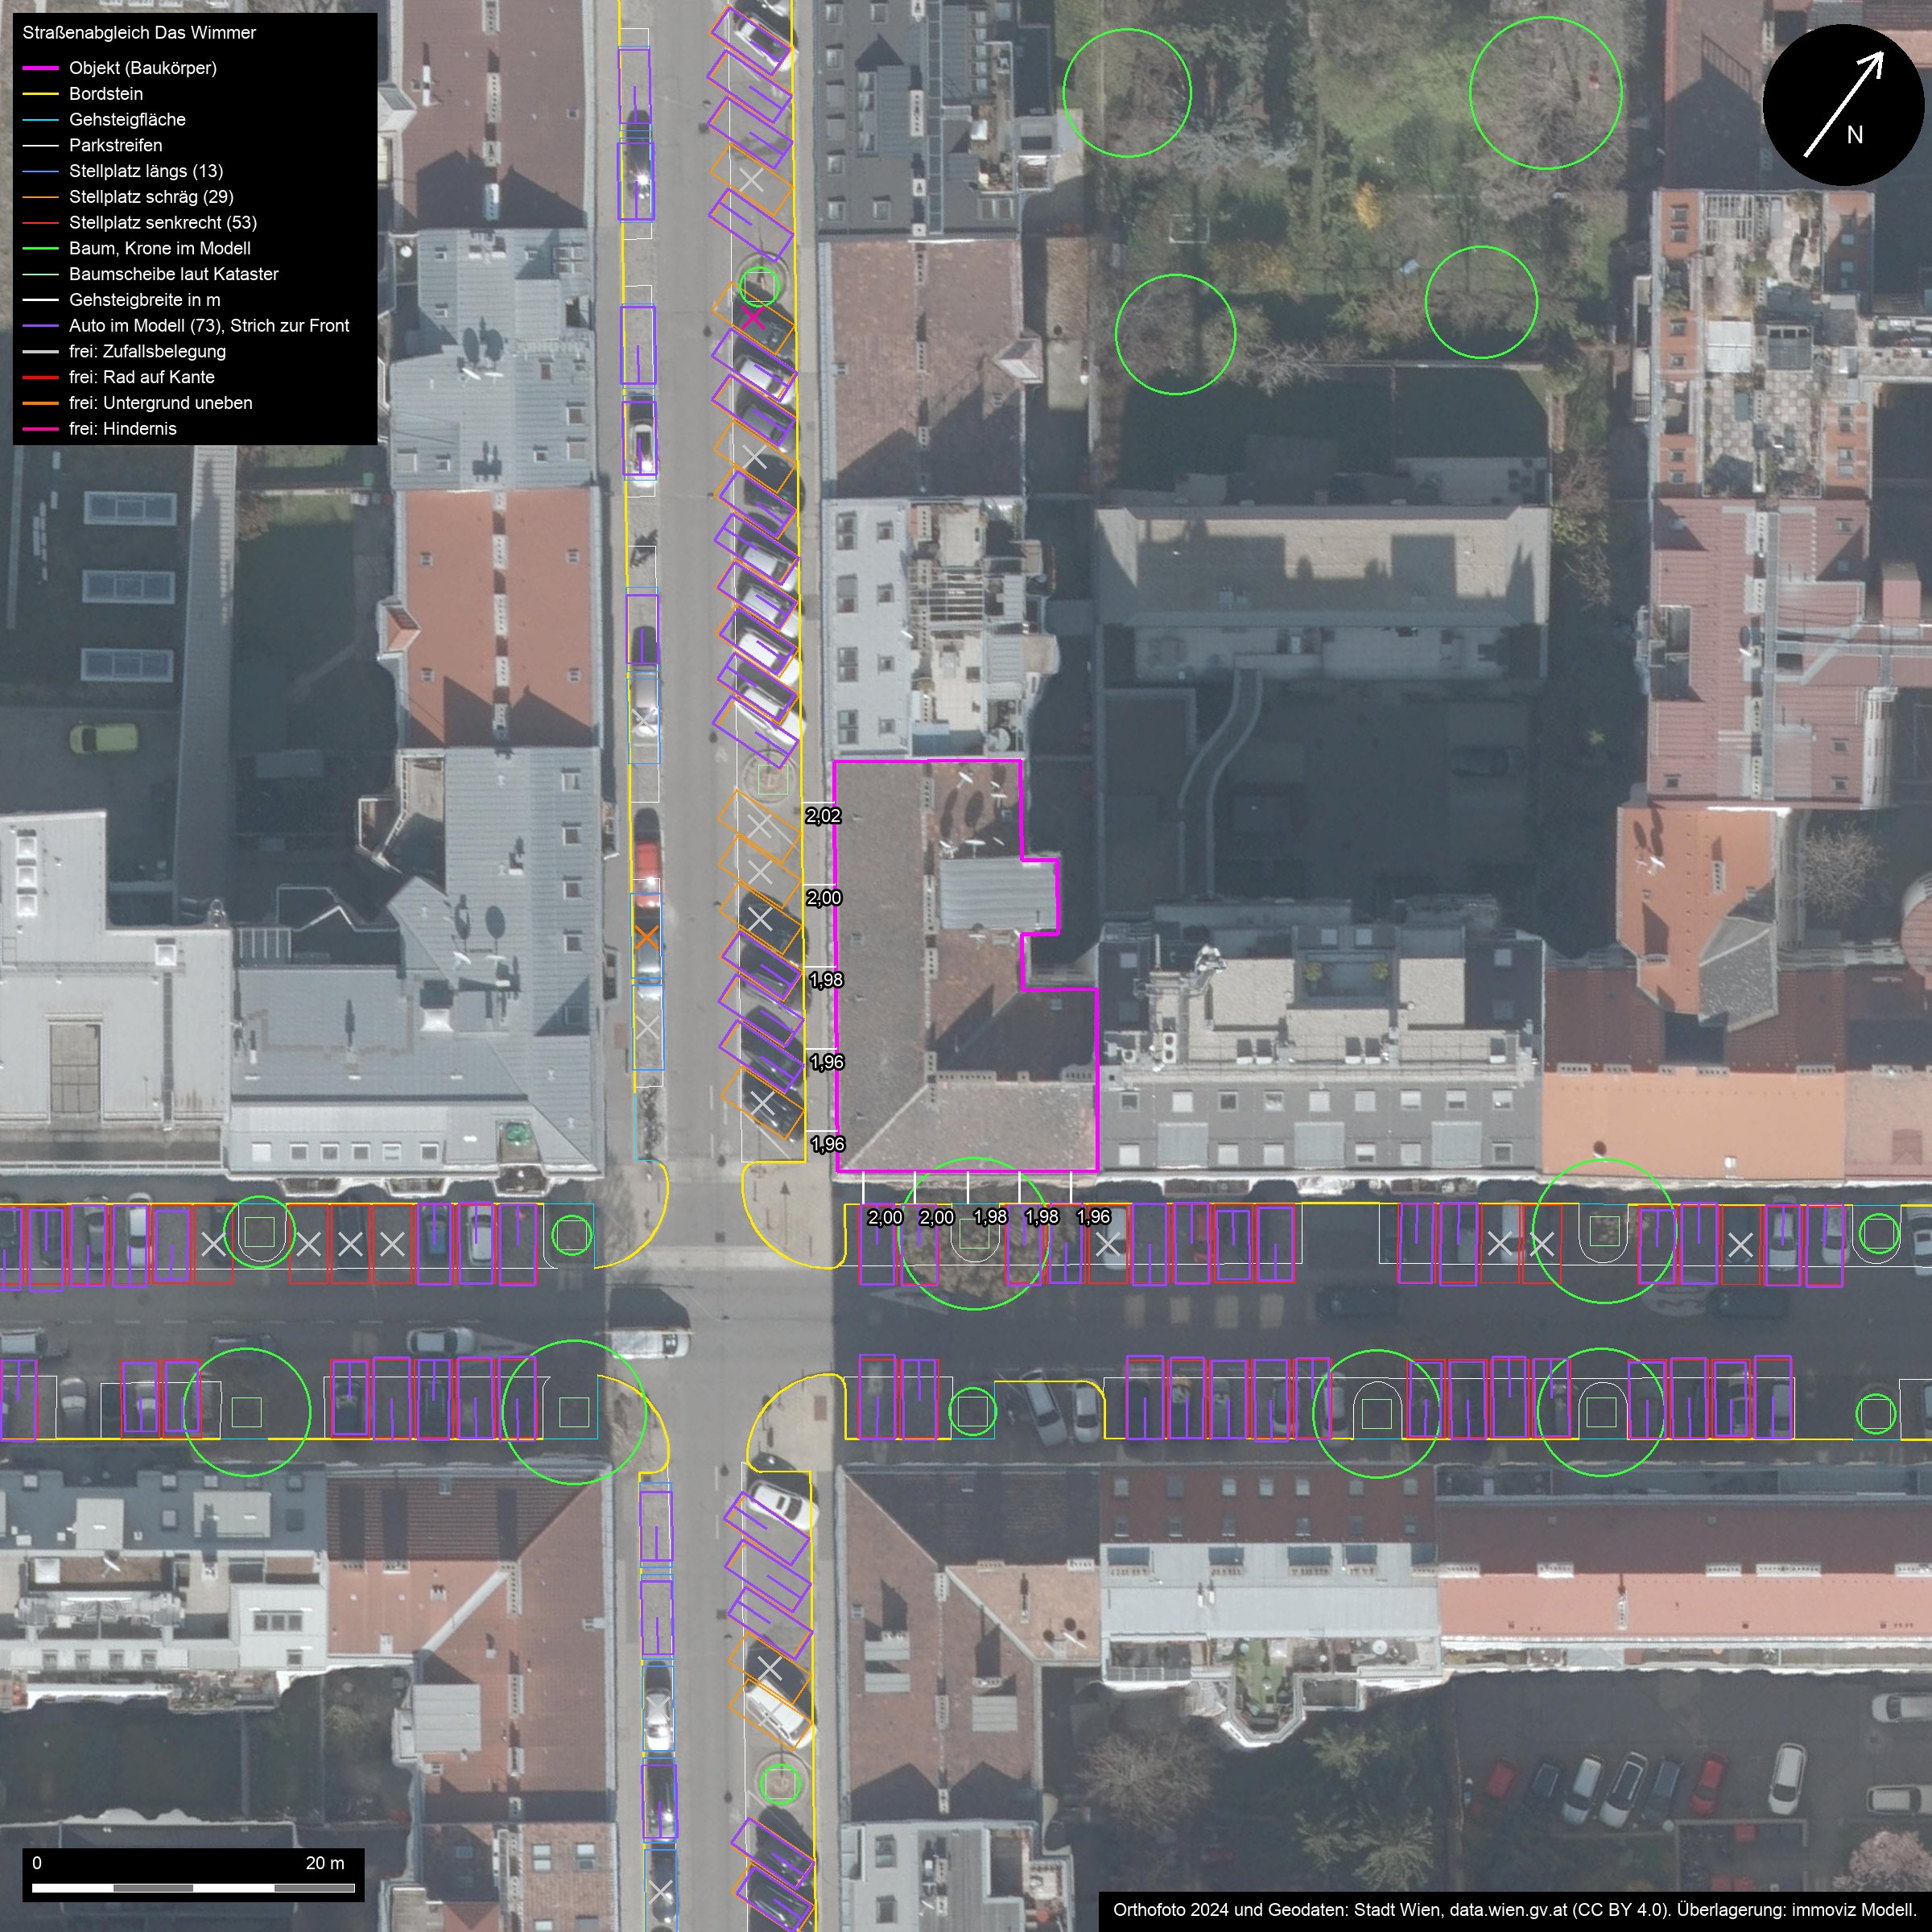 Straßenabgleich Das Wimmer
Objekt (Baukörper)
Bordstein
Gehsteigfläche
Parkstreifen
Stellplatz längs (13)
Stellplatz schräg (29)
Stellplatz senkrecht (53)
Baum, Krone im Modell
Baumscheibe laut Kataster
Gehsteigbreite in m
Auto im Modell (73), Strich zur Front
frei: Zufallsbelegung
frei: Rad auf Kante
frei: Untergrund uneben
frei: Hindernis
N
2,02
2,00
1,98
1,96
1,96
2,00 2,00 1,98 1,98 1,96
0 20 m
Orthofoto 2024 und Geodaten: Stadt Wien, data.wien.gv.at (CC BY 4.0). Überlagerung: immoviz Modell.